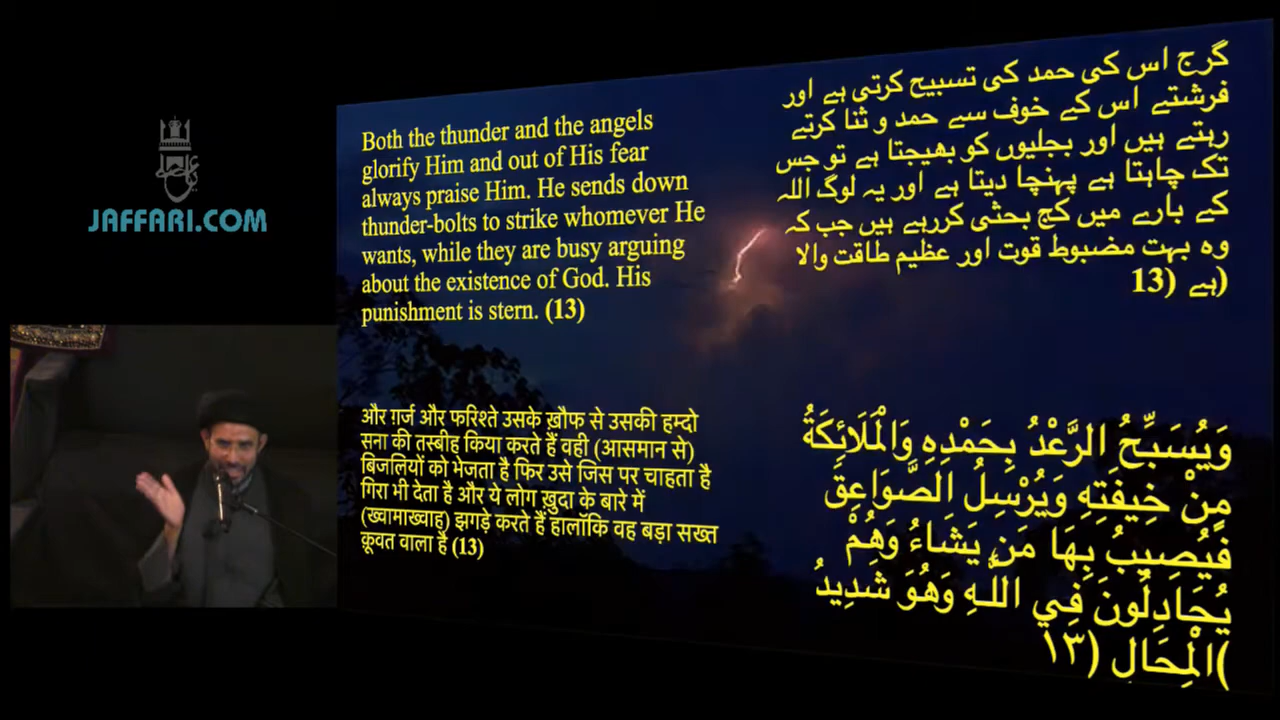 JAFFARI.COM
Both the thunder and the angels
glorify Him and out of His fear
always praise Him. He sends down
thunder-bolts to strike whomever He
wants, while they are busy arguing
about the existence of God. His
punishment is stern. (13)
گرج اس کی حمد کی تسبیح کرتی ہے اور
فرشتے اس کے خوف سے حمد و ثنا کرتے
رہتے ہیں اور بجلیوں کو بھیجتا ہے تو جس
تک چاہتا ہے پہنچا دیتا ہے اور یہ لوگ اللہ
کے بارے میں کج بحثی کررہے ہیں جب کہ
وہ بہت مضبوط قوت اور عظیم طاقت والا
(ہے (13
और ग़र्ज और फरिश्ते उसके ख़ौफ से उसकी हम्दो
सना की तस्बीह किया करते हैं वही (आसमान से)
बिजलियों को भेजता है फिर उसे जिस पर चाहता है
गिरा भी देता है और ये लोग ख़ुदा के बारे में
(ख्वामाख्वाह) झगड़े करते हैं हालॉकि वह बड़ा सख्त
क़ूवत वाला है (13)
وَيُسَبِّحُ الرَّعْدُ بِحَمْدِهِ وَالْمَلَائِكَةُ
مِنْ خِيفَتِهِ وَيُرْسِلُ الصَّوَاعِقَ
فَيُصِيبُ بِهَا مَن يَشَاءُ وَهُمْ
يُجَادِلُونَ فِي اللَّهِ وَهُوَ شَدِيدُ
)الْمِحَالِ (١٣